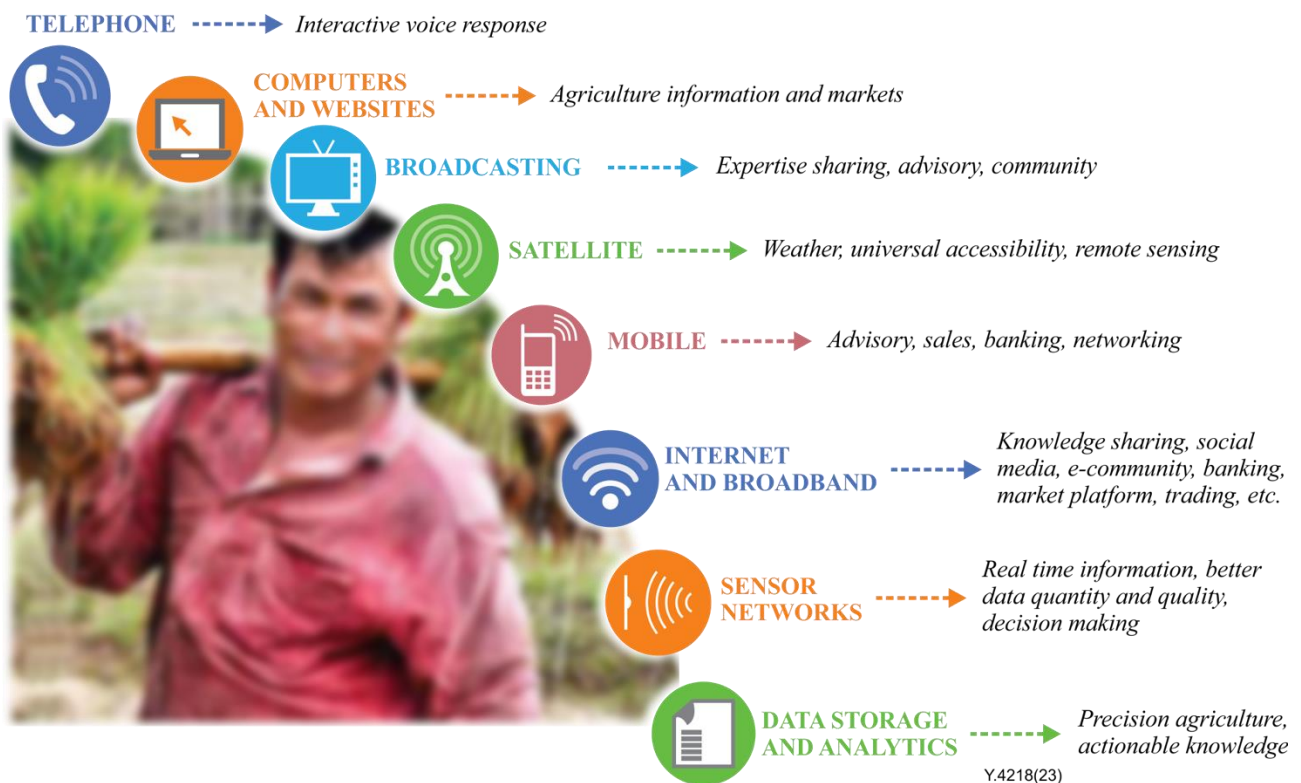 TELEPHONE Interactive voice response
COMPUTERS
AND WEBSITES
Agriculture information and markets
BROADCASTING Expertise sharing, advisory, community
SATELLITE Weather, universal accessibility, remote sensing
MOBILE Advisory, sales, banking, networking
INTERNET
AND BROADBAND
Knowledge sharing, social
media, e-community, banking,
market platform, trading, etc.
SENSOR
NETWORKS
Real time information, better
data quantity and quality,
decision making
DATA STORAGE
AND ANALYTICS
Precision agriculture,
actionable knowledge
Y.4218(23)